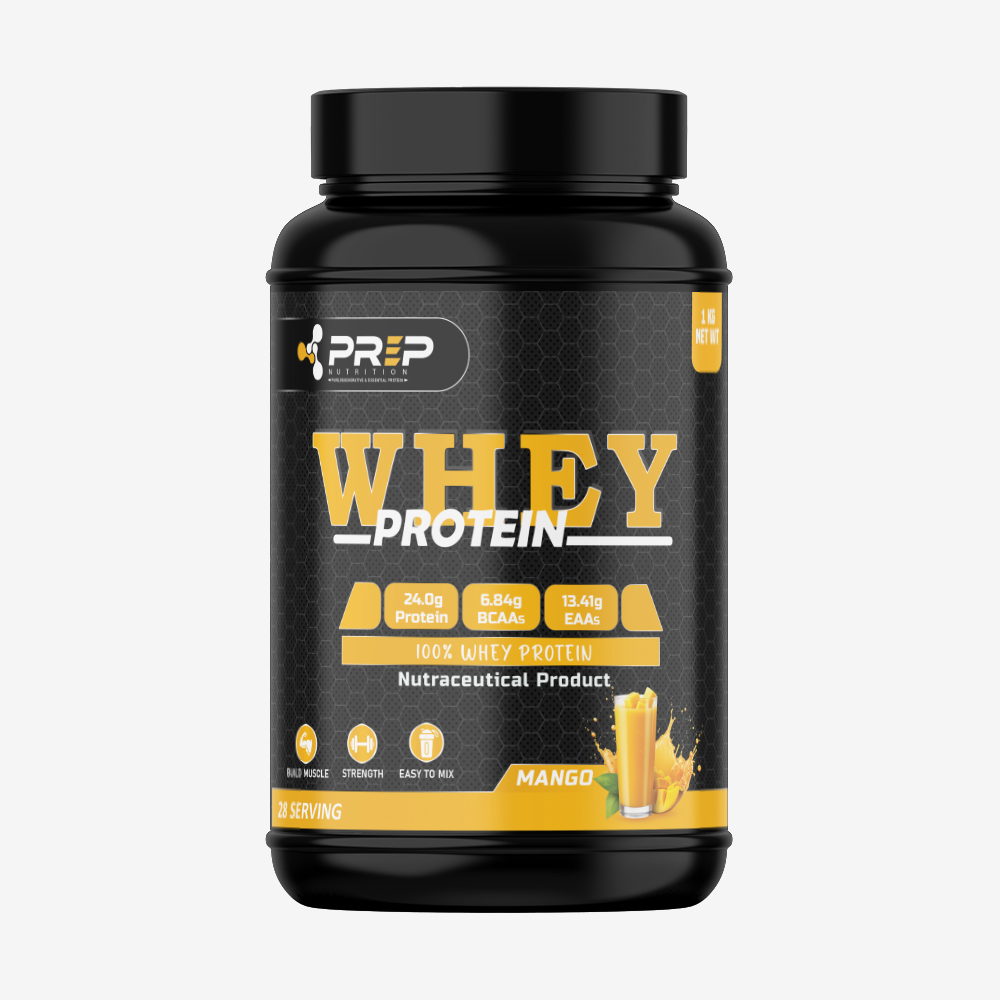 PREP
NUTRITION
1 KG
NET WT
WHEY
PROTEIN
24.0g
Protein
6.84g
BCAAs
13.41g
EAAs
100% WHEY PROTEIN
Nutraceutical Product
BUILD MUSCLE
STRENGTH
EASY TO MIX
MANGO
28 SERVING